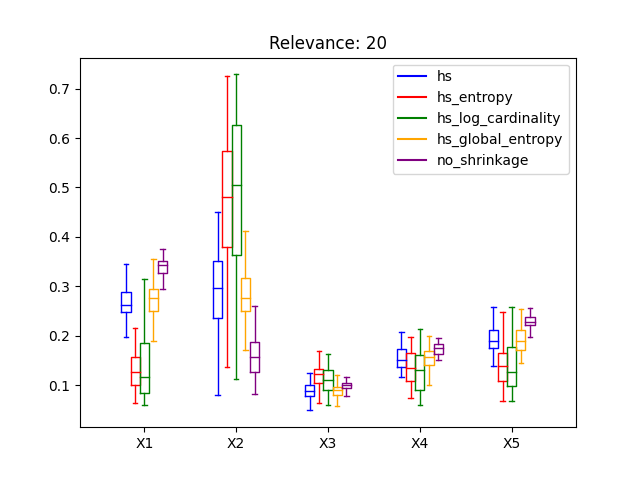 Relevance: 20
hs
hs_entropy
hs_log_cardinality
hs_global_entropy
no_shrinkage
0.7
0.6
0.5
0.4
0.3
0.2
0.1
X1 X2 X3 X4 X5